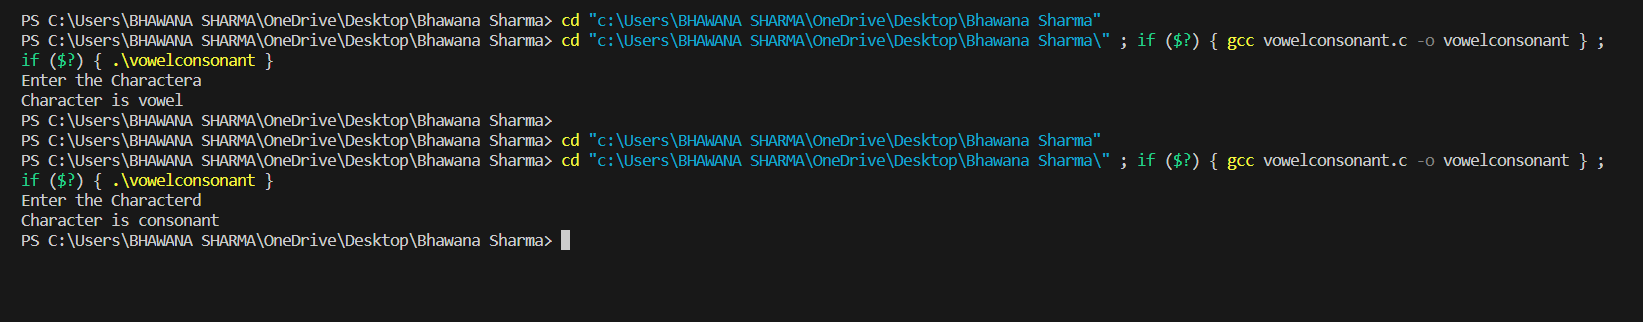 PS C:\Users\BHAWANA SHARMA\OneDrive\Desktop\Bhawana Sharma> cd "c:\Users\BHAWANA SHARMA\OneDrive\Desktop\Bhawana Sharma"
PS C:\Users\BHAWANA SHARMA\OneDrive\Desktop\Bhawana Sharma> cd "c:\Users\BHAWANA SHARMA\OneDrive\Desktop\Bhawana Sharma\" ; if ($?) { gcc vowelconsonant.c -o vowelconsonant } ;
if ($?) { .\vowelconsonant }
Enter the Charactera
Character is vowel
PS C:\Users\BHAWANA SHARMA\OneDrive\Desktop\Bhawana Sharma>
PS C:\Users\BHAWANA SHARMA\OneDrive\Desktop\Bhawana Sharma> cd "c:\Users\BHAWANA SHARMA\OneDrive\Desktop\Bhawana Sharma"
PS C:\Users\BHAWANA SHARMA\OneDrive\Desktop\Bhawana Sharma> cd "c:\Users\BHAWANA SHARMA\OneDrive\Desktop\Bhawana Sharma\" ; if ($?) { gcc vowelconsonant.c -o vowelconsonant } ;
if ($?) { .\vowelconsonant }
Enter the Characterd
Character is consonant
PS C:\Users\BHAWANA SHARMA\OneDrive\Desktop\Bhawana Sharma>